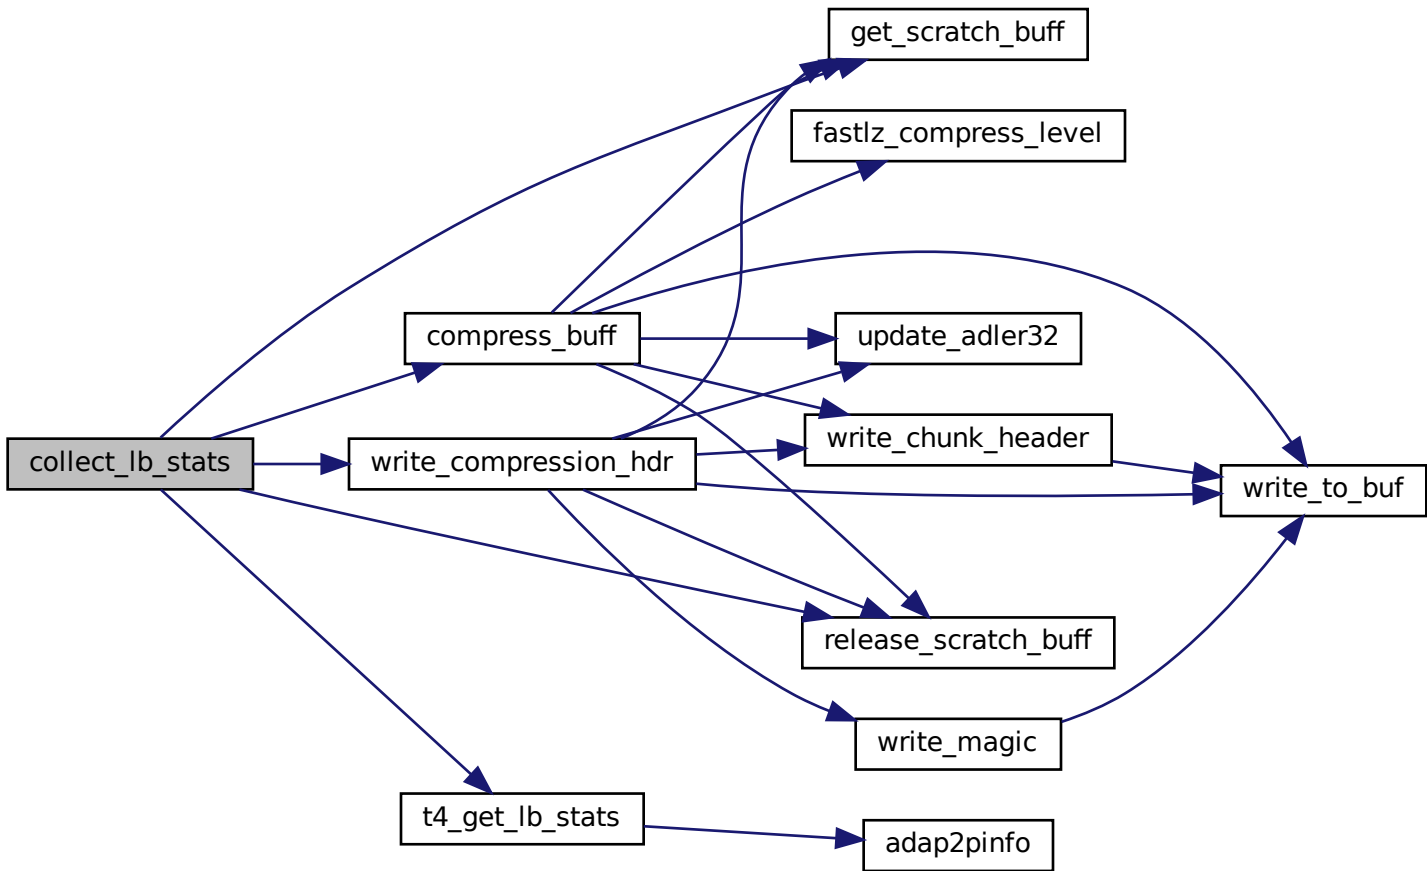 get_scratch_buff
fastlz_compress_level
compress_buff
update_adler32
write_chunk_header
collect_lb_stats
write_compression_hdr
write_to_buf
release_scratch_buff
write_magic
t4_get_lb_stats
adap2pinfo